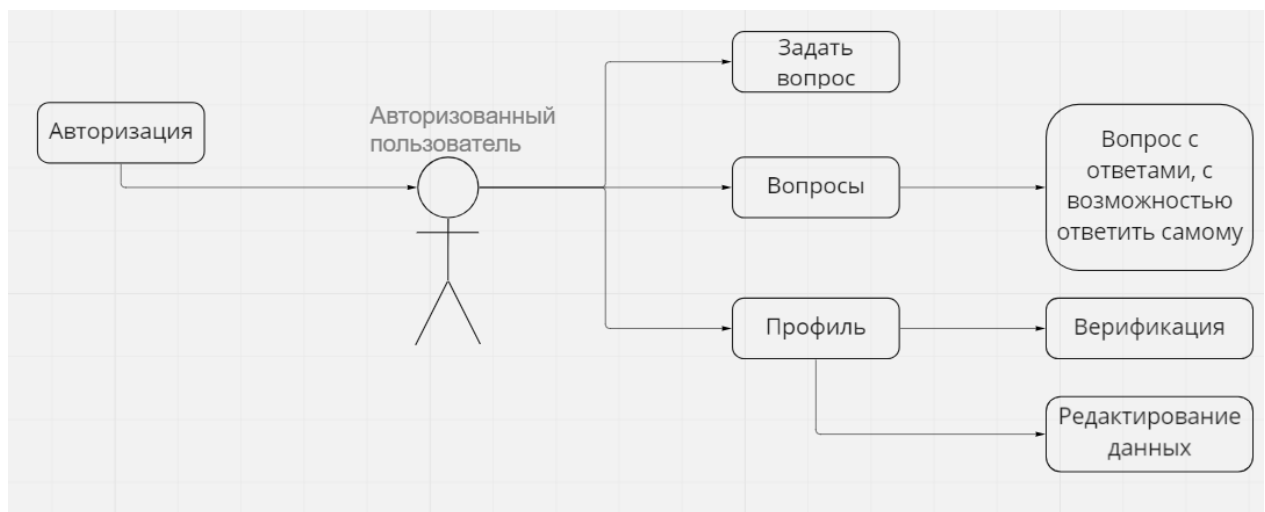 Авторизация
Авторизованный
пользователь
Задать
вопрос
Вопросы
Вопрос с
ответами, с
возможностью
ответить самому
Профиль
Верификация
Редактирование
данных